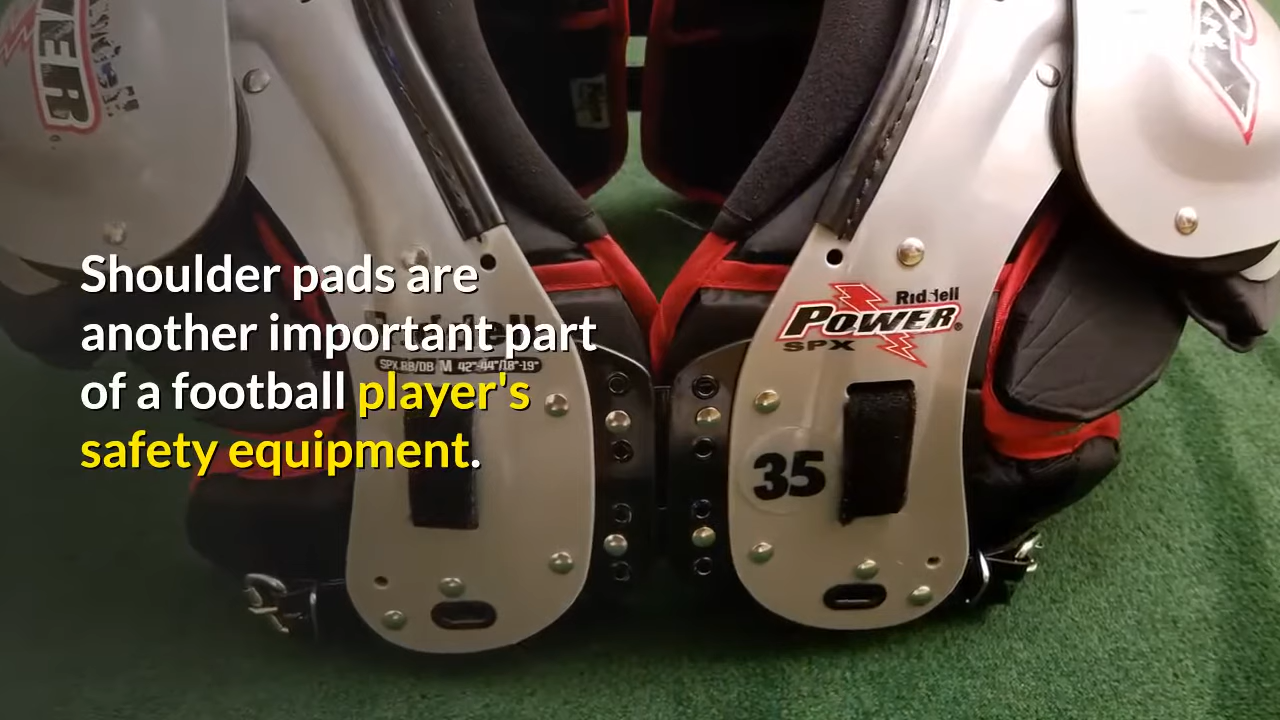 Shoulder pads are
another important part
of a football player's
safety equipment.
Riddell
SPX RB/DB M 42"-44"/18"-19"
Riddell
POWER
SPX
35